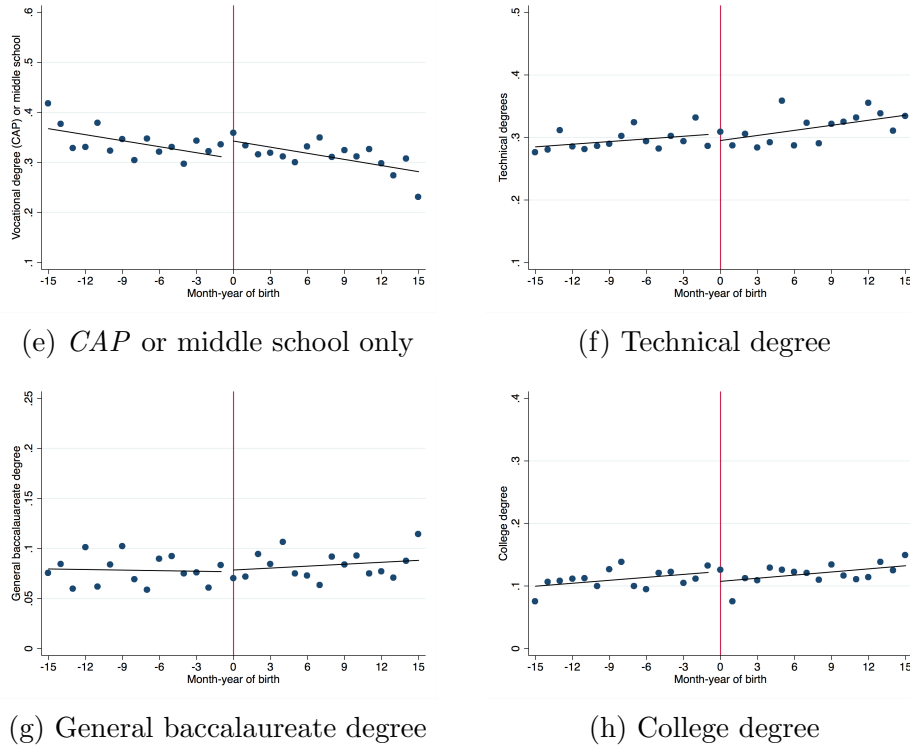 .6
.5
.4
.3
.2
.1
Vocational degree (CAP) or middle school
-15 -12 -9 -6 -3 0 3 6 9 12 15
Month-year of birth
(e) CAP or middle school only
.5
.4
.3
.2
.1
Technical degrees
-15 -12 -9 -6 -3 0 3 6 9 12 15
Month-year of birth
(f) Technical degree
.25
.2
.15
.1
.05
0
General baccalauareate degree
-15 -12 -9 -6 -3 0 3 6 9 12 15
Month-year of birth
(g) General baccalaureate degree
.4
.3
.2
.1
0
College degree
-15 -12 -9 -6 -3 0 3 6 9 12 15
Month-year of birth
(h) College degree